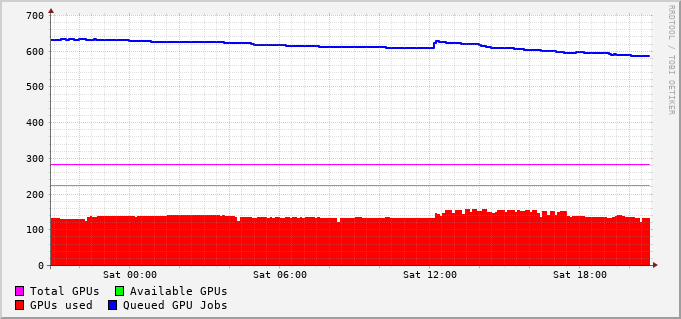 700
600
500
400
300
200
100
0
Sat 00:00 Sat 06:00 Sat 12:00 Sat 18:00
Total GPUs Available GPUs
GPUs used Queued GPU Jobs
RRDTOOL / TOBI OETIKER